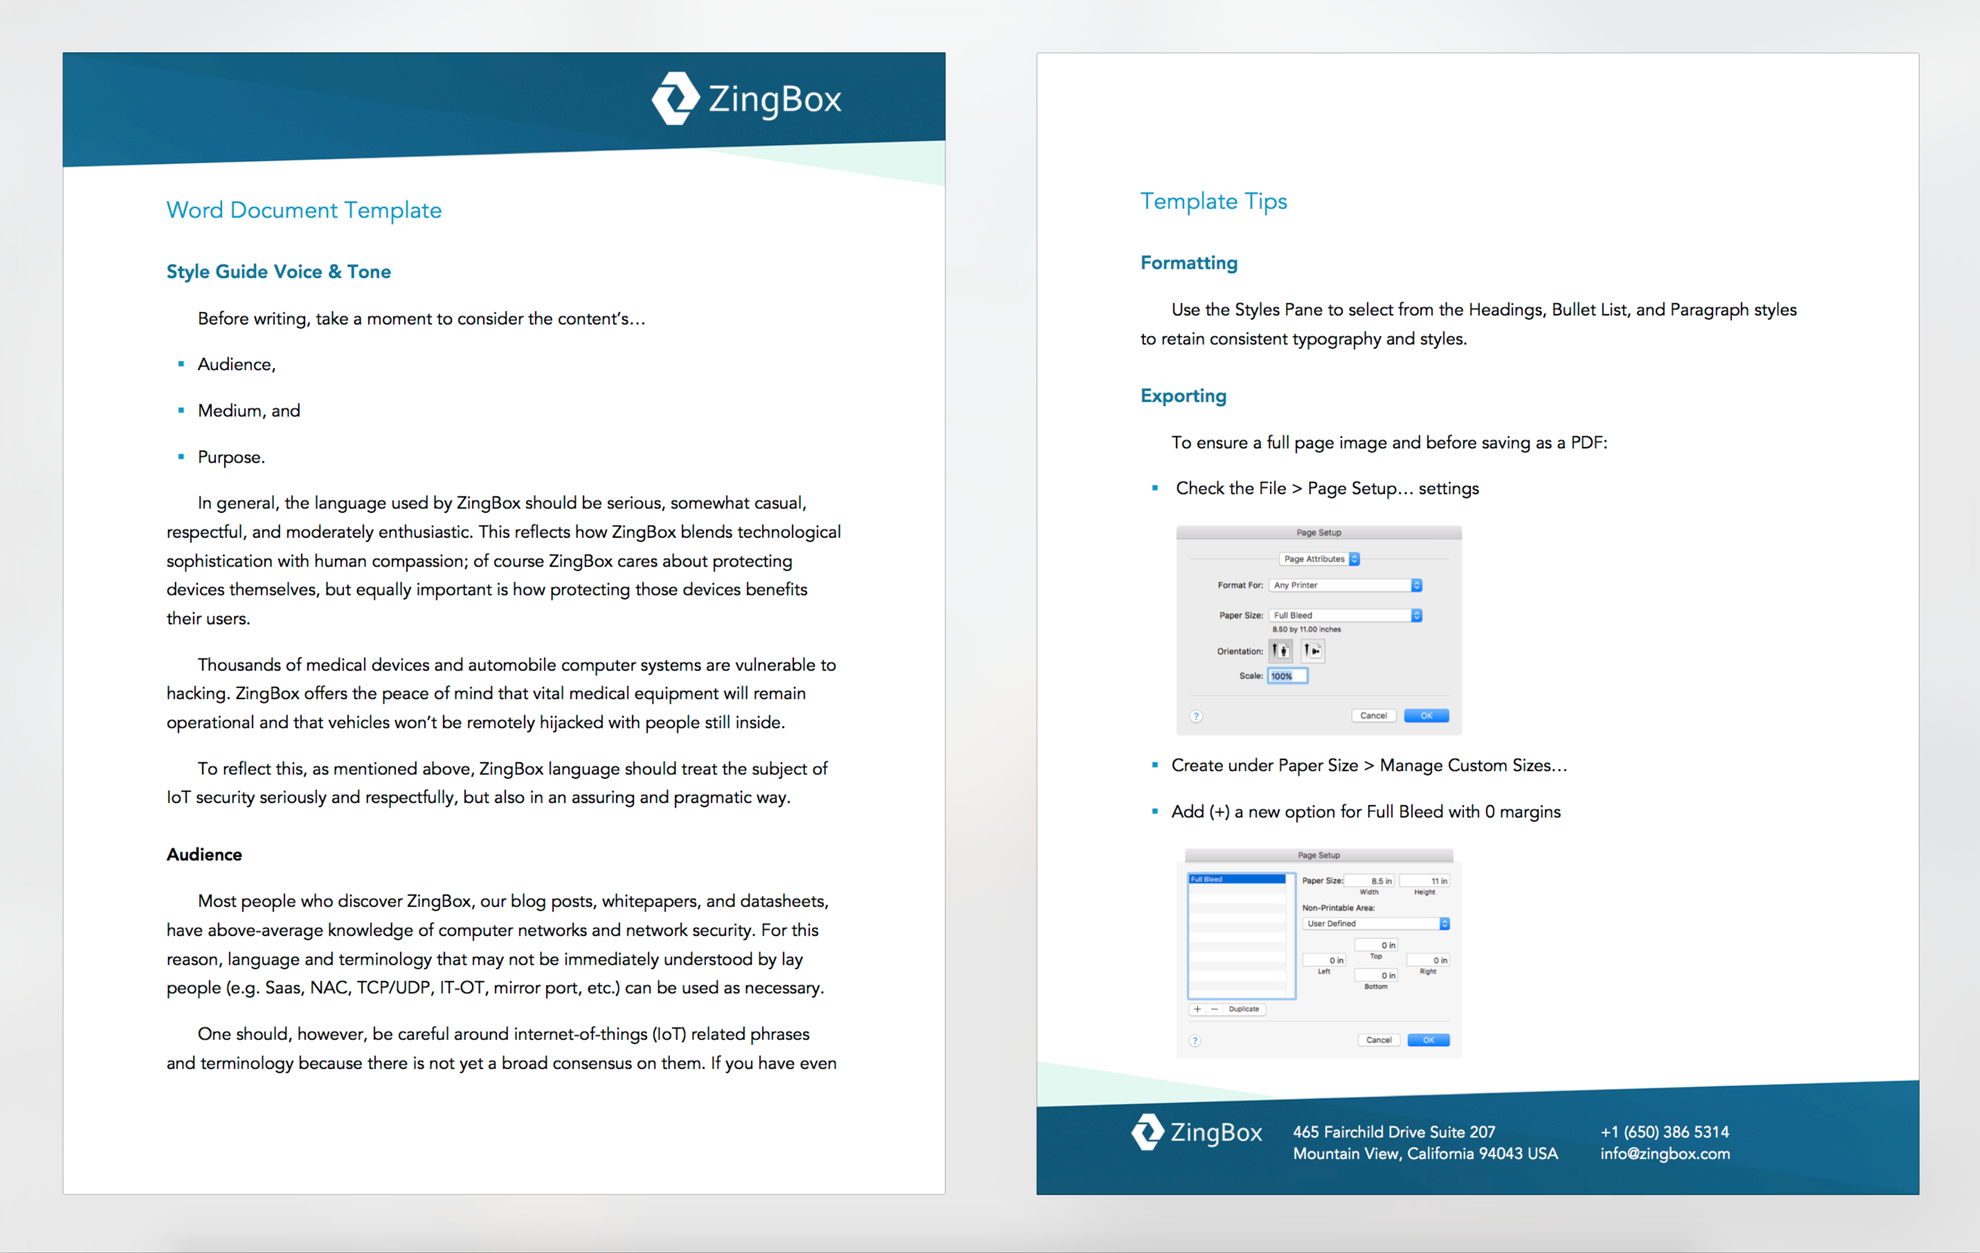 ZingBox
Word Document Template
Style Guide Voice & Tone
Before writing, take a moment to consider the content’s…
▪ Audience,
▪ Medium, and
▪ Purpose.
In general, the language used by ZingBox should be serious, somewhat casual,
respectful, and moderately enthusiastic. This reflects how ZingBox blends technological
sophistication with human compassion; of course ZingBox cares about protecting
devices themselves, but equally important is how protecting those devices benefits
their users.
Thousands of medical devices and automobile computer systems are vulnerable to
hacking. ZingBox offers the peace of mind that vital medical equipment will remain
operational and that vehicles won’t be remotely hijacked with people still inside.
To reflect this, as mentioned above, ZingBox language should treat the subject of
IoT security seriously and respectfully, but also in an assuring and pragmatic way.
Audience
Most people who discover ZingBox, our blog posts, whitepapers, and datasheets,
have above-average knowledge of computer networks and network security. For this
reason, language and terminology that may not be immediately understood by lay
people (e.g. Saas, NAC, TCP/UDP, IT-OT, mirror port, etc.) can be used as necessary.
One should, however, be careful around internet-of-things (IoT) related phrases
and terminology because there is not yet a broad consensus on them. If you have even
Template Tips
Formatting
Use the Styles Pane to select from the Headings, Bullet List, and Paragraph styles
to retain consistent typography and styles.
Exporting
To ensure a full page image and before saving as a PDF:
▪ Check the File > Page Setup… settings
Page Setup
Page Attributes
Format For: Any Printer
Paper Size: Full Bleed
8.50 by 11.00 inches
Orientation:
Scale: 100%
? Cancel OK
▪ Create under Paper Size > Manage Custom Sizes…
▪ Add (+) a new option for Full Bleed with 0 margins
Page Setup
Full Bleed
Paper Size: 8.5 in 11 in
Width Height
Non-Printable Area:
User Defined
0 in
Top
0 in 0 in
Left Right
0 in
Bottom
+ − Duplicate
? Cancel OK
ZingBox
465 Fairchild Drive Suite 207
Mountain View, California 94043 USA
+1 (650) 386 5314
info@zingbox.com